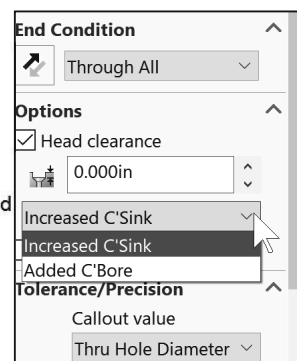 End Condition
Through All
Options
Head clearance
0.000in
d
Increased C'Sink
Increased C'Sink
Added C'Bore
Tolerance/Precision
Callout value
Thru Hole Diameter